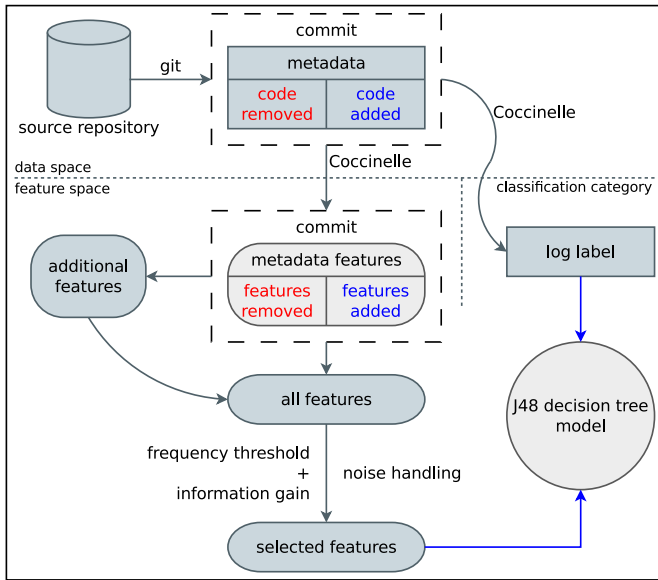 commit
metadata
git
code
removed
code
added
source repository
Coccinelle
Coccinelle
data space
feature space
classification category
commit
additional
features
metadata features
features
removed
features
added
log label
all features
J48 decision tree
model
frequency threshold
+
information gain
noise handling
selected features